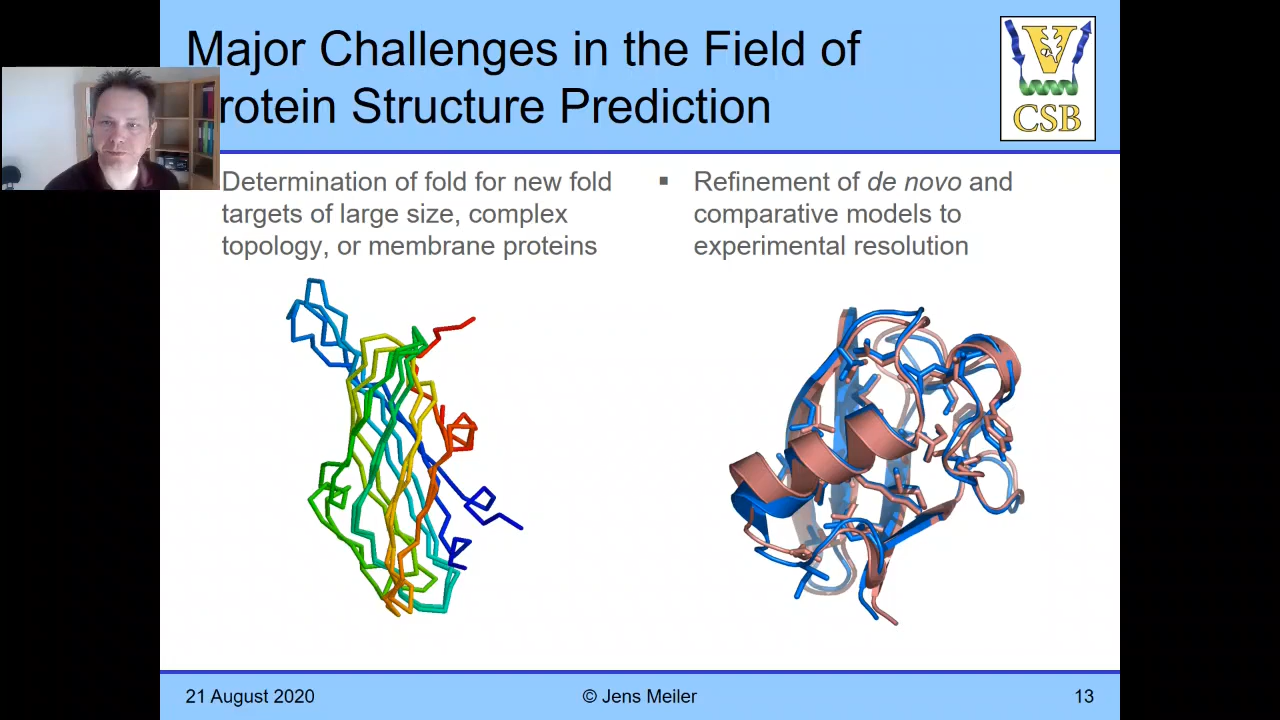 Major Challenges in the Field of
rotein Structure Prediction
CSB
Determination of fold for new fold
targets of large size, complex
topology, or membrane proteins
▪ Refinement of de novo and
comparative models to
experimental resolution
21 August 2020
© Jens Meiler
13